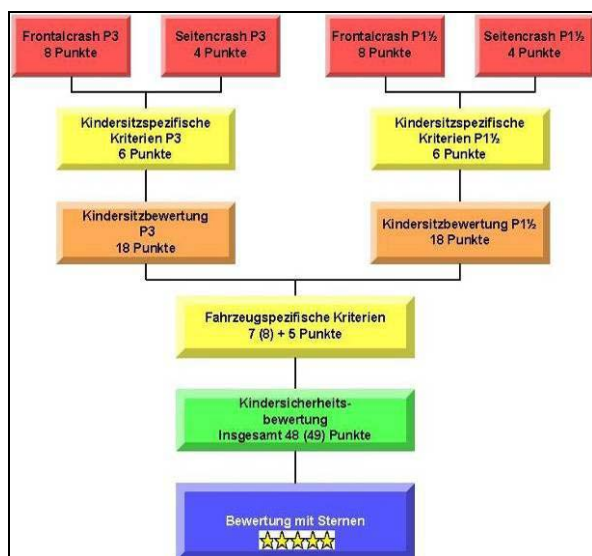 Frontalcrash P3
8 Punkte
Seitencrash P3
4 Punkte
Frontalcrash P1½
8 Punkte
Seitencrash P1½
4 Punkte
Kindersitzspezifische
Kriterien P3
6 Punkte
Kindersitzspezifische
Kriterien P1½
6 Punkte
Kindersitzbewertung
P3
18 Punkte
Kindersitzbewertung P1½
18 Punkte
Fahrzeugspezifische Kriterien
7 (8) + 5 Punkte
Kindersicherheits-
bewertung
Insgesamt 48 (49) Punkte
Bewertung mit Sternen